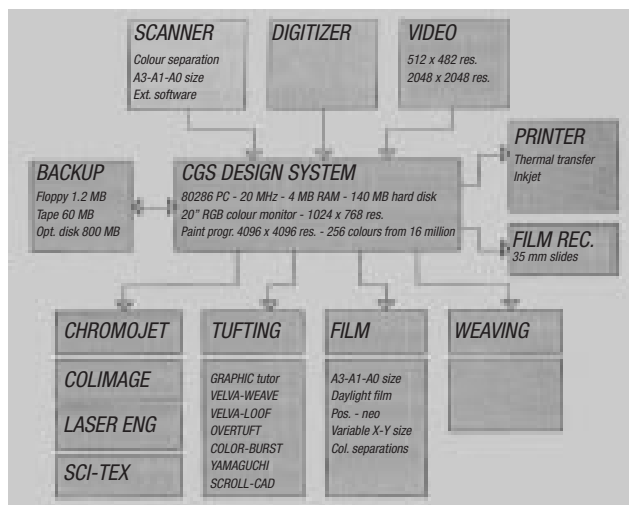 SCANNER
Colour separation
A3-A1-A0 size
Ext. software
DIGITIZER
VIDEO
512 x 482 res.
2048 x 2048 res.
PRINTER
Thermal transfer
Inkjet
BACKUP
Floppy 1.2 MB
Tape 60 MB
Opt. disk 800 MB
CGS DESIGN SYSTEM
80286 PC - 20 MHz - 4 MB RAM - 140 MB hard disk
20" RGB colour monitor - 1024 x 768 res.
Paint progr. 4096 x 4096 res. - 256 colours from 16 million
FILM REC.
35 mm slides
CHROMOJET
COLIMAGE
LASER ENG
SCI-TEX
TUFTING
GRAPHIC tutor
VELVA-WEAVE
VELVA-LOOF
OVERTUFT
COLOR-BURST
YAMAGUCHI
SCROLL-CAD
FILM
A3-A1-A0 size
Daylight film
Pos. - neo
Variable X-Y size
Col. separations
WEAVING